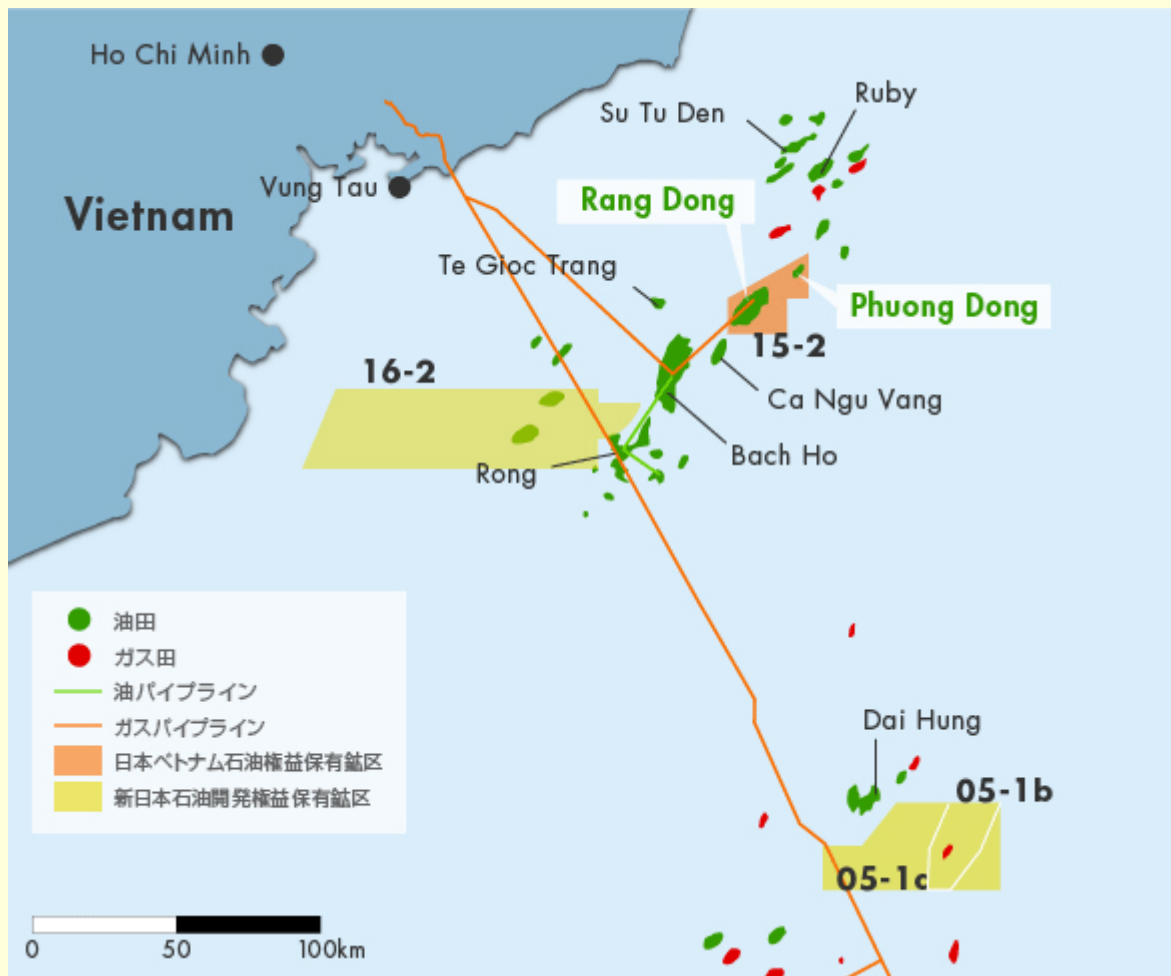 Ho Chi Minh
Su Tu Den
Ruby
Vung Tau
Vietnam
Rang Dong
Te Gioc Trang
Phuong Dong
15-2
16-2
Ca Ngu Vang
Bach Ho
Rong
油田
ガス田
油パイプライン
ガスパイプライン
日本ベトナム石油権益保有鉱区
新日本石油開発権益保有鉱区
Dai Hung
05-1b
05-1c
0
50
100km